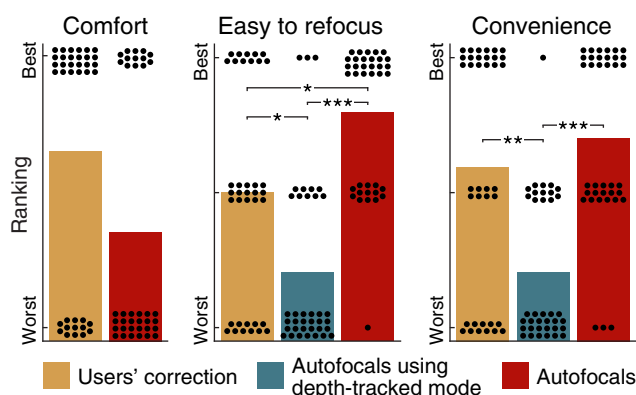 Comfort
Easy to refocus
Convenience
Ranking
Best
Worst
Best
Worst
Best
Worst
*
*
***
**
***
Users' correction
Autofocals using
depth-tracked mode
Autofocals